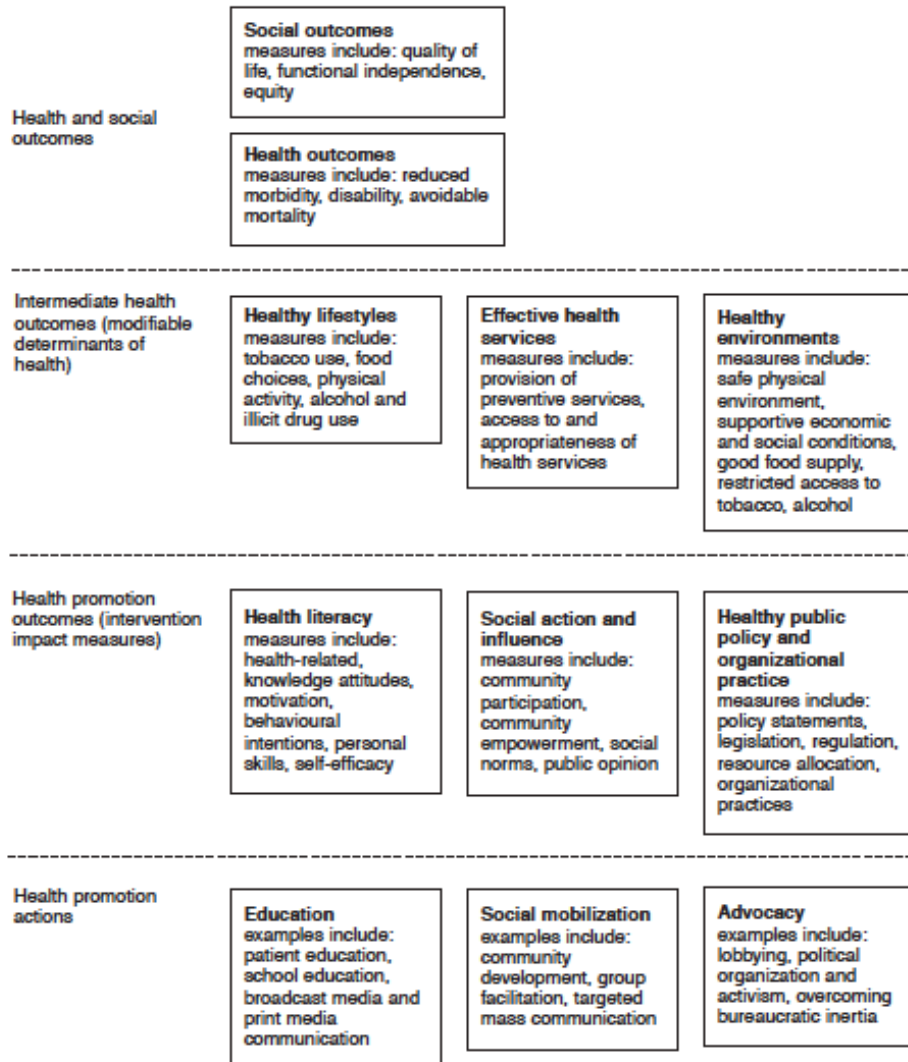 Social outcomes
measures include: quality of
life, functional independence,
equity
Health and social
outcomes
Health outcomes
measures include: reduced
morbidity, disability, avoidable
mortality
Intermediate health
outcomes (modifiable
determinants of
health)
Healthy lifestyles
measures include:
tobacco use, food
choices, physical
activity, alcohol and
illicit drug use
Effective health
services
measures include:
provision of
preventive services,
access to and
appropriateness of
health services
Healthy
environments
measures include:
safe physical
environment,
supportive economic
and social conditions,
good food supply,
restricted access to
tobacco, alcohol
Health promotion
outcomes (intervention
impact measures)
Health literacy
measures include:
health-related,
knowledge attitudes,
motivation,
behavioural
intentions, personal
skills, self-efficacy
Social action and
influence
measures include:
community
participation,
community
empowerment, social
norms, public opinion
Healthy public
policy and
organizational
practice
measures include:
policy statements,
legislation, regulation,
resource allocation,
organizational
practices
Health promotion
actions
Education
examples include:
patient education,
school education,
broadcast media and
print media
communication
Social mobilization
examples include:
community
development, group
facilitation, targeted
mass communication
Advocacy
examples include:
lobbying, political
organization and
activism, overcoming
bureaucratic inertia